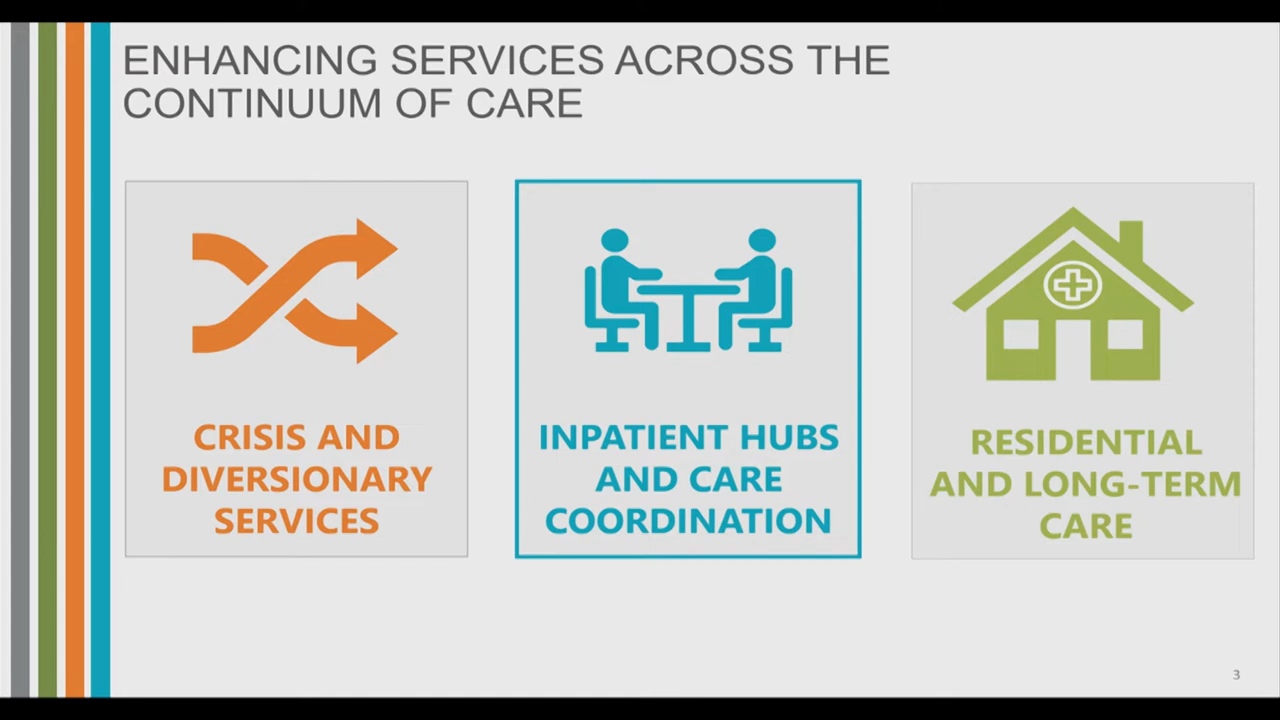 ENHANCING SERVICES ACROSS THE
CONTINUUM OF CARE
CRISIS AND
DIVERSIONARY
SERVICES
INPATIENT HUBS
AND CARE
COORDINATION
RESIDENTIAL
AND LONG-TERM
CARE
3